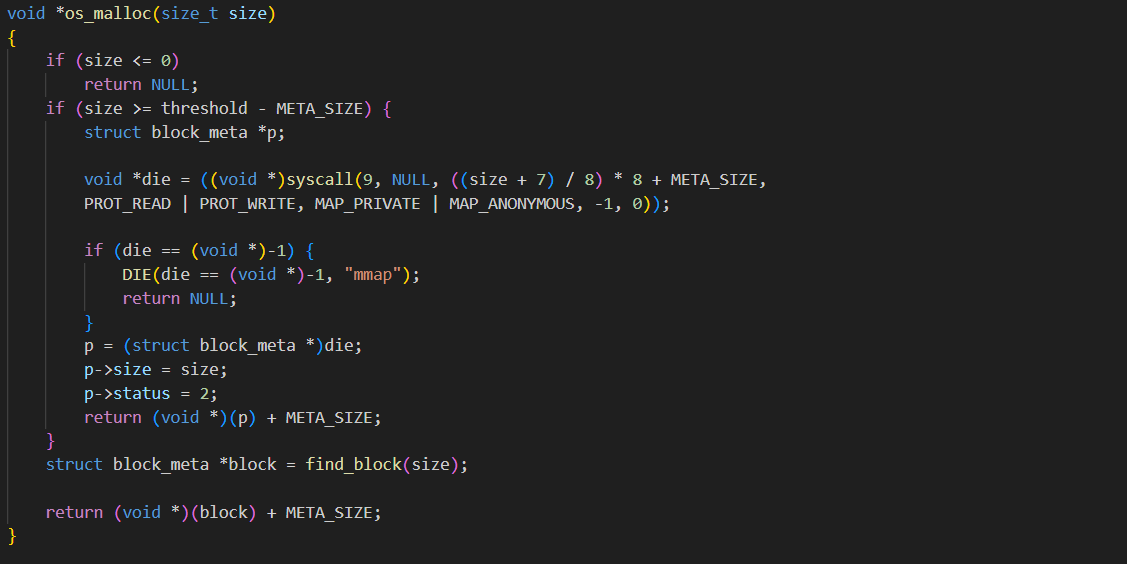 void *os_malloc(size_t size)
{
    if (size <= 0)
        return NULL;
    if (size >= threshold - META_SIZE) {
        struct block_meta *p;

        void *die = ((void *)syscall(9, NULL, ((size + 7) / 8) * 8 + META_SIZE,
        PROT_READ | PROT_WRITE, MAP_PRIVATE | MAP_ANONYMOUS, -1, 0));

        if (die == (void *)-1) {
            DIE(die == (void *)-1, "mmap");
            return NULL;
        }
        p = (struct block_meta *)die;
        p->size = size;
        p->status = 2;
        return (void *)(p) + META_SIZE;
    }
    struct block_meta *block = find_block(size);

    return (void *)(block) + META_SIZE;
}